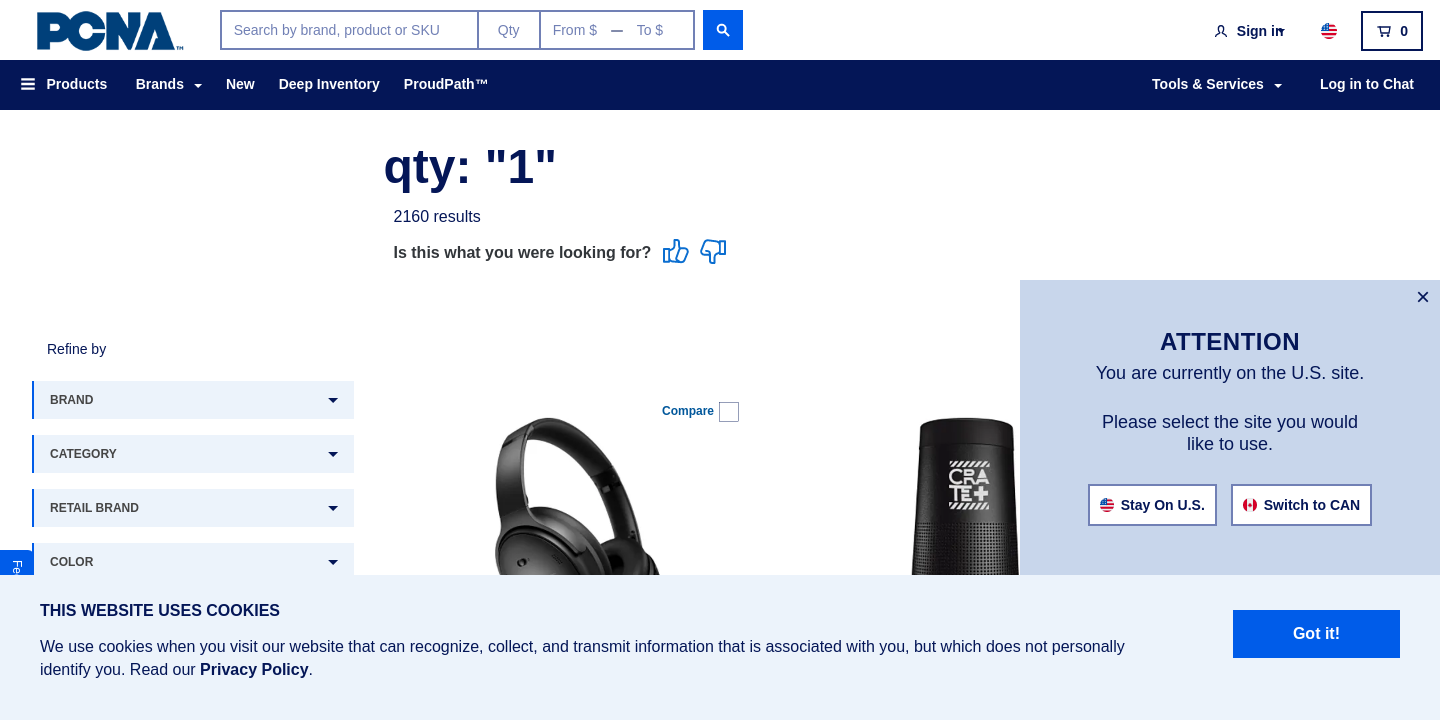 PCNA™
Search by brand, product or SKU
Qty
From $ — To $
Sign in
0
Products
Brands
New
Deep Inventory
ProudPath™
Tools & Services
Log in to Chat
qty: "1"
2160 results
Is this what you were looking for?
×
ATTENTION
You are currently on the U.S. site.
Please select the site you would
like to use.
Stay On U.S.
Switch to CAN
Refine by
BRAND
CATEGORY
RETAIL BRAND
COLOR
Compare
CRATE+
THIS WEBSITE USES COOKIES
We use cookies when you visit our website that can recognize, collect, and transmit information that is associated with you, but which does not personally
identify you. Read our Privacy Policy.
Got it!